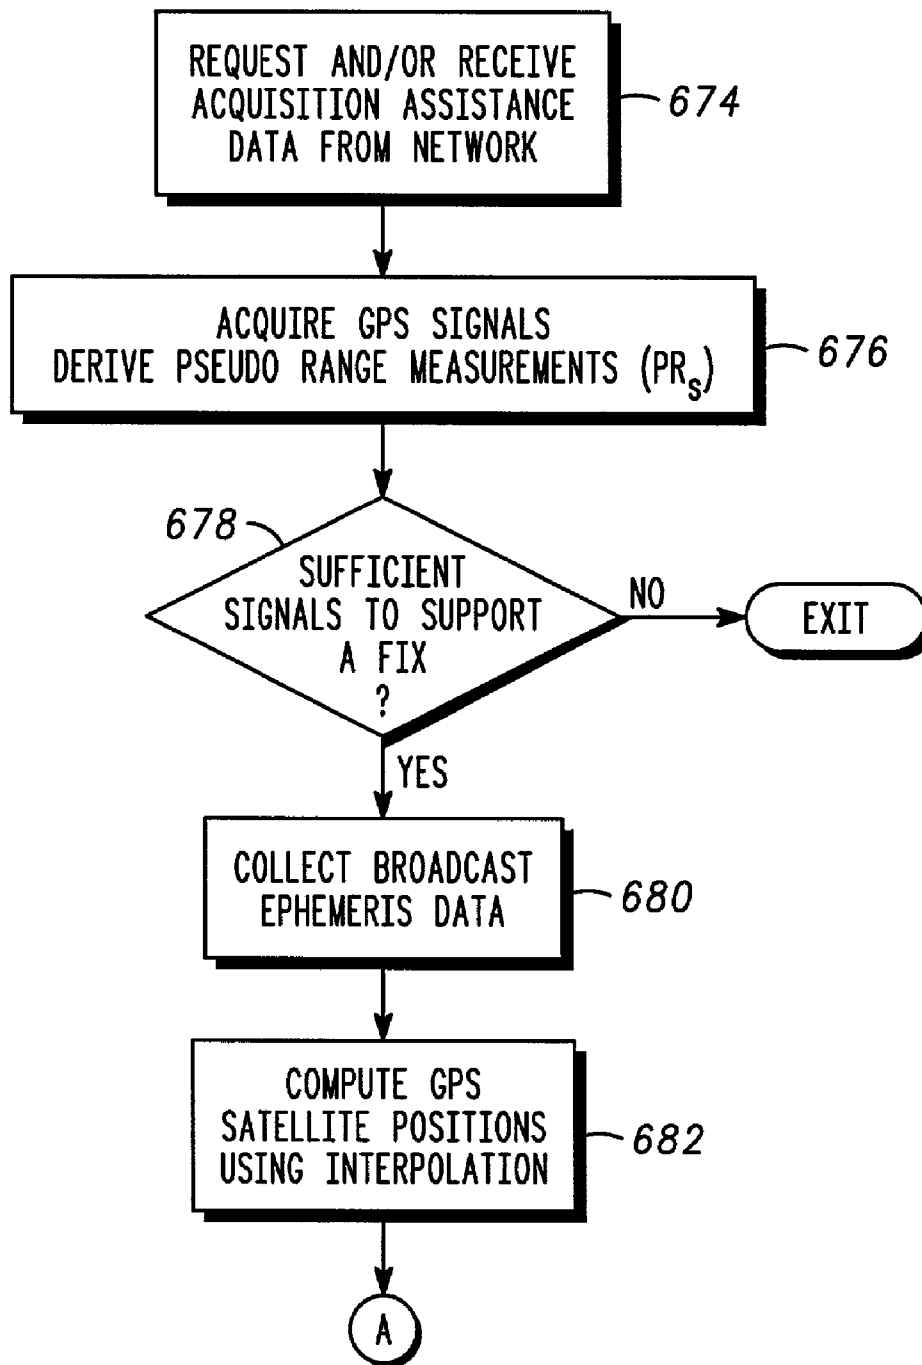 REQUEST AND/OR RECEIVE
ACQUISITION ASSISTANCE
DATA FROM NETWORK
674
ACQUIRE GPS SIGNALS
DERIVE PSEUDO RANGE MEASUREMENTS (PRs)
676
678
SUFFICIENT
SIGNALS TO SUPPORT
A FIX
?
NO
EXIT
YES
COLLECT BROADCAST
EPHEMERIS DATA
680
COMPUTE GPS
SATELLITE POSITIONS
USING INTERPOLATION
682
A